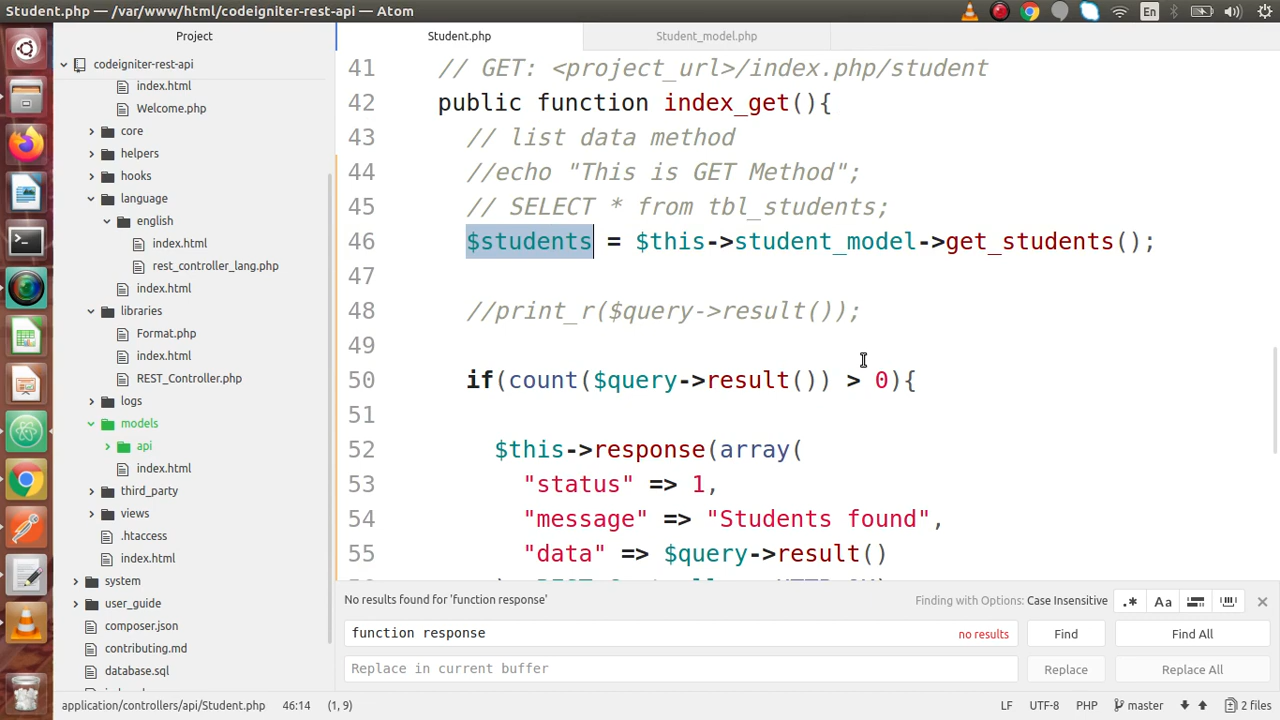 Student.php — /var/www/html/codeigniter-rest-api — Atom
En
Project
codeigniter-rest-api
index.html
Welcome.php
core
helpers
hooks
language
english
index.html
rest_controller_lang.php
index.html
libraries
Format.php
index.html
REST_Controller.php
logs
models
api
index.html
third_party
views
.htaccess
index.html
system
user_guide
composer.json
contributing.md
database.sql
Student.php
Student_model.php
41 // GET: <project_url>/index.php/student
42 public function index_get(){
43 // list data method
44 //echo "This is GET Method";
45 // SELECT * from tbl_students;
46 $students = $this->student_model->get_students();
47
48 //print_r($query->result());
49
50 if(count($query->result()) > 0){
51
52 $this->response(array(
53 "status" => 1,
54 "message" => "Students found",
55 "data" => $query->result()
No results found for 'function response'
Finding with Options: Case Insensitive
.* Aa
function response
no results
Find
Find All
Replace in current buffer
Replace
Replace All
application/controllers/api/Student.php 46:14 (1, 9)
LF UTF-8 PHP master 2 files